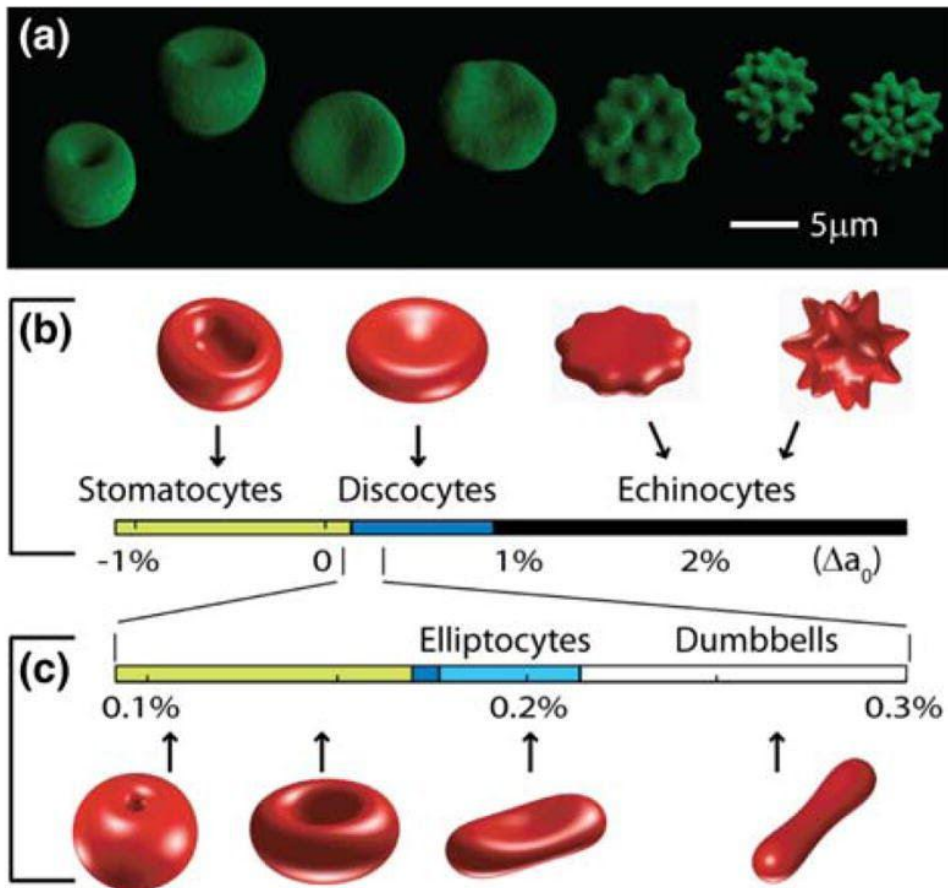 (a)
5μm
(b)
Stomatocytes Discocytes Echinocytes
-1% 0 1% 2% (Δa₀)
Elliptocytes Dumbbells
(c)
0.1% 0.2% 0.3%